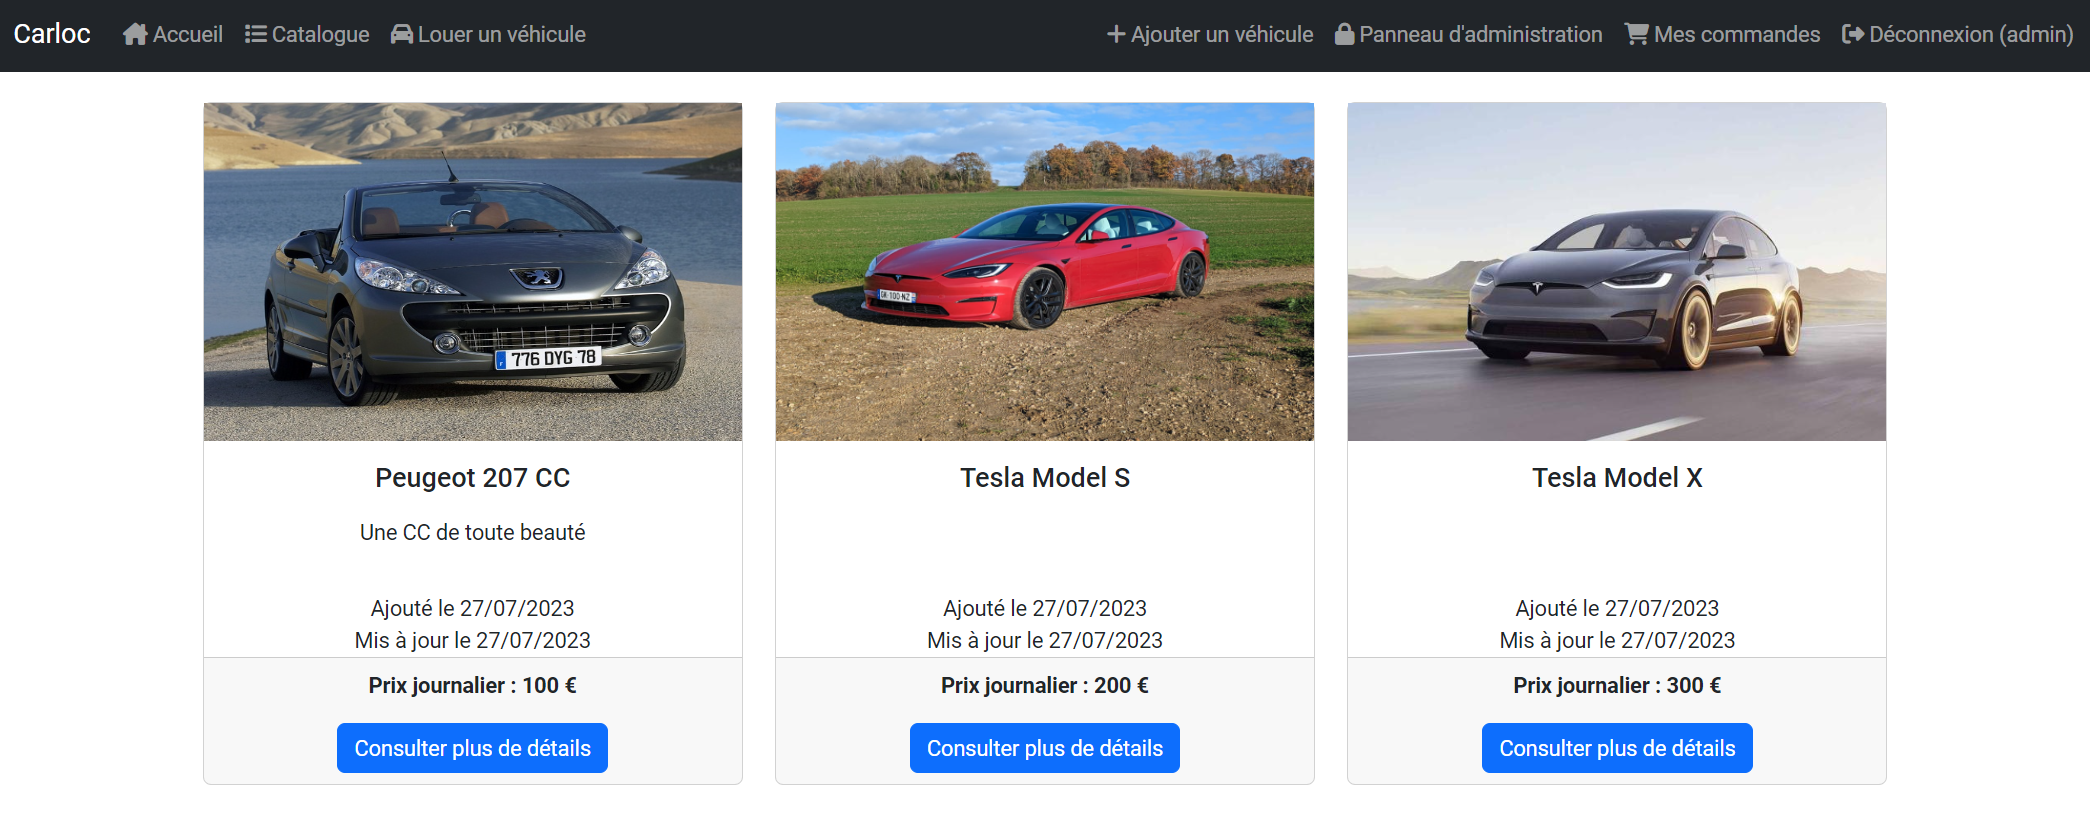 Carloc Accueil Catalogue Louer un véhicule Ajouter un véhicule Panneau d'administration Mes commandes Déconnexion (admin)
776 DYG 78
GK-100-NZ
Peugeot 207 CC
Une CC de toute beauté
Ajouté le 27/07/2023
Mis à jour le 27/07/2023
Prix journalier : 100 €
Consulter plus de détails
Tesla Model S
Ajouté le 27/07/2023
Mis à jour le 27/07/2023
Prix journalier : 200 €
Consulter plus de détails
Tesla Model X
Ajouté le 27/07/2023
Mis à jour le 27/07/2023
Prix journalier : 300 €
Consulter plus de détails